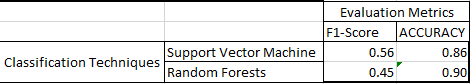 Evaluation Metrics
F1-Score ACCURACY
Classification Techniques
Support Vector Machine 0.56 0.86
Random Forests 0.45 0.90